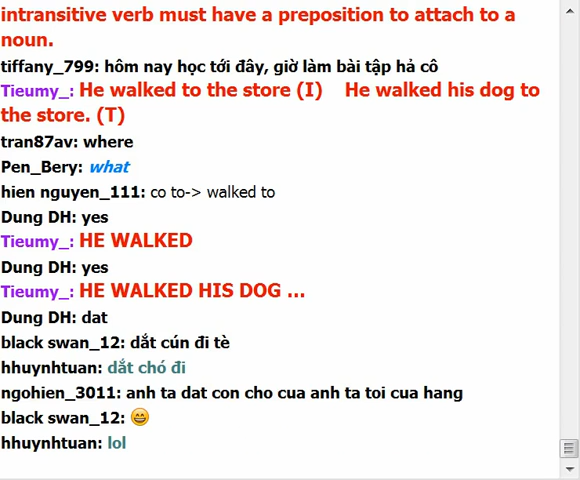 intransitive verb must have a preposition to attach to a
noun.
tiffany_799: hôm nay học tới đây, giờ làm bài tập hả cô
Tieumy_: He walked to the store (I)    He walked his dog to
the store. (T)
tran87av: where
Pen_Bery: what
hien nguyen_111: co to-> walked to
Dung DH: yes
Tieumy_: HE WALKED
Dung DH: yes
Tieumy_: HE WALKED HIS DOG ...
Dung DH: dat
black swan_12: dắt cún đi tè
hhuynhtuan: dắt chó đi
ngohien_3011: anh ta dat con cho cua anh ta toi cua hang
black swan_12: 😄
hhuynhtuan: lol